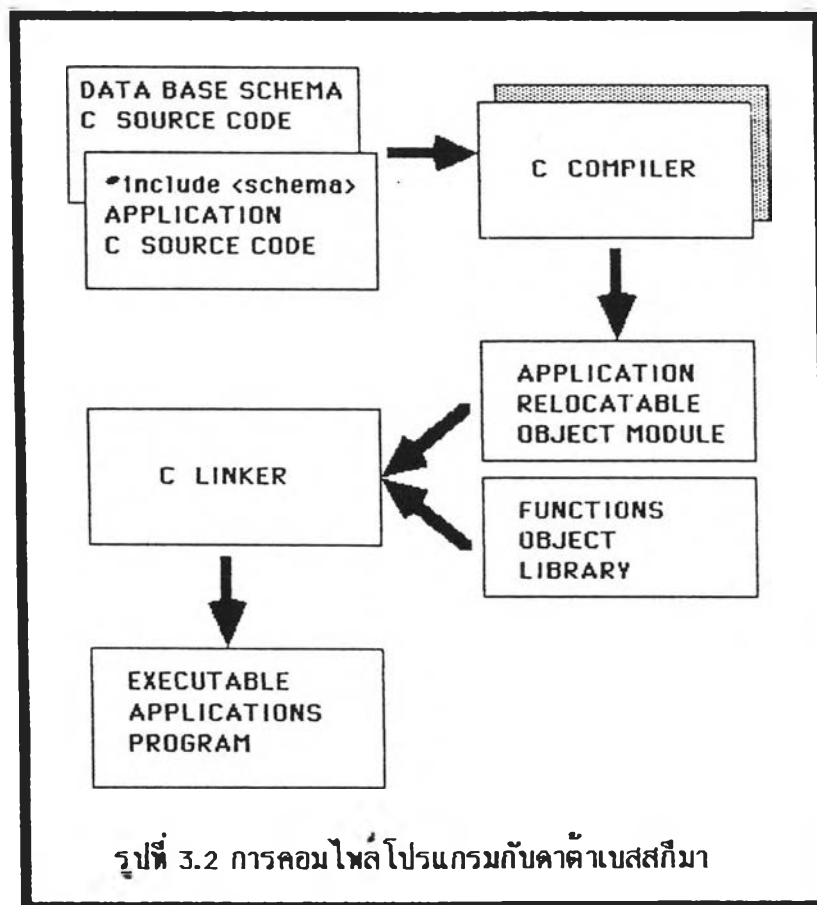 DATA BASE SCHEMA
C SOURCE CODE
#include <schema>
APPLICATION
C SOURCE CODE
C COMPILER
APPLICATION
RELOCATABLE
OBJECT MODULE
C LINKER
FUNCTIONS
OBJECT
LIBRARY
EXECUTABLE
APPLICATIONS
PROGRAM
รูปที่ 3.2 การคอมไพล์โปรแกรมกับดาต้าเบสสกีมา